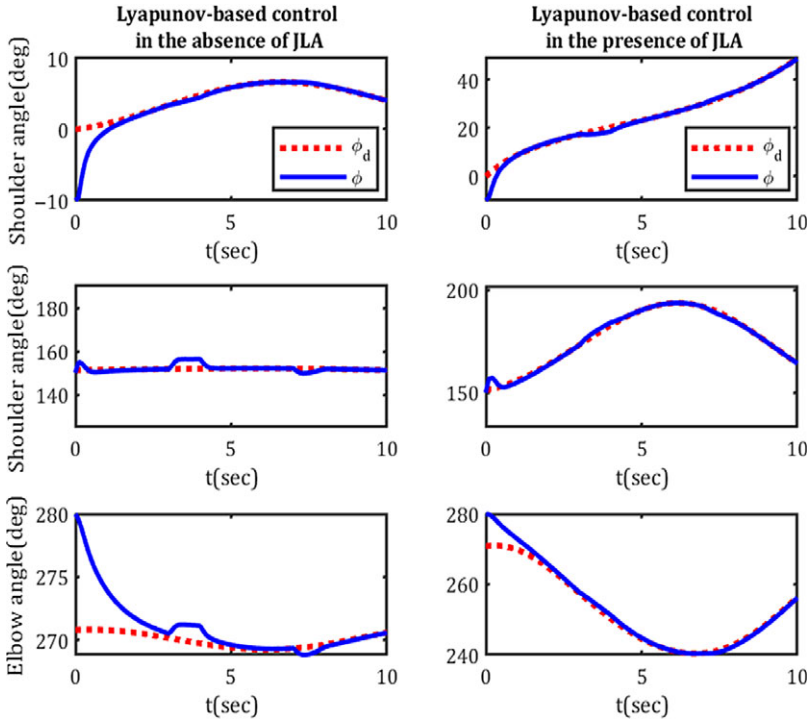 Lyapunov-based control
in the absence of JLA
Lyapunov-based control
in the presence of JLA
Shoulder angle(deg)
10
0
−10
0
5
10
t(sec)
ϕd
ϕ
40
20
0
0
5
10
t(sec)
ϕd
ϕ
Shoulder angle(deg)
180
160
140
0
5
10
t(sec)
200
150
0
5
10
t(sec)
Elbow angle(deg)
280
275
270
0
5
10
t(sec)
280
260
240
0
5
10
t(sec)